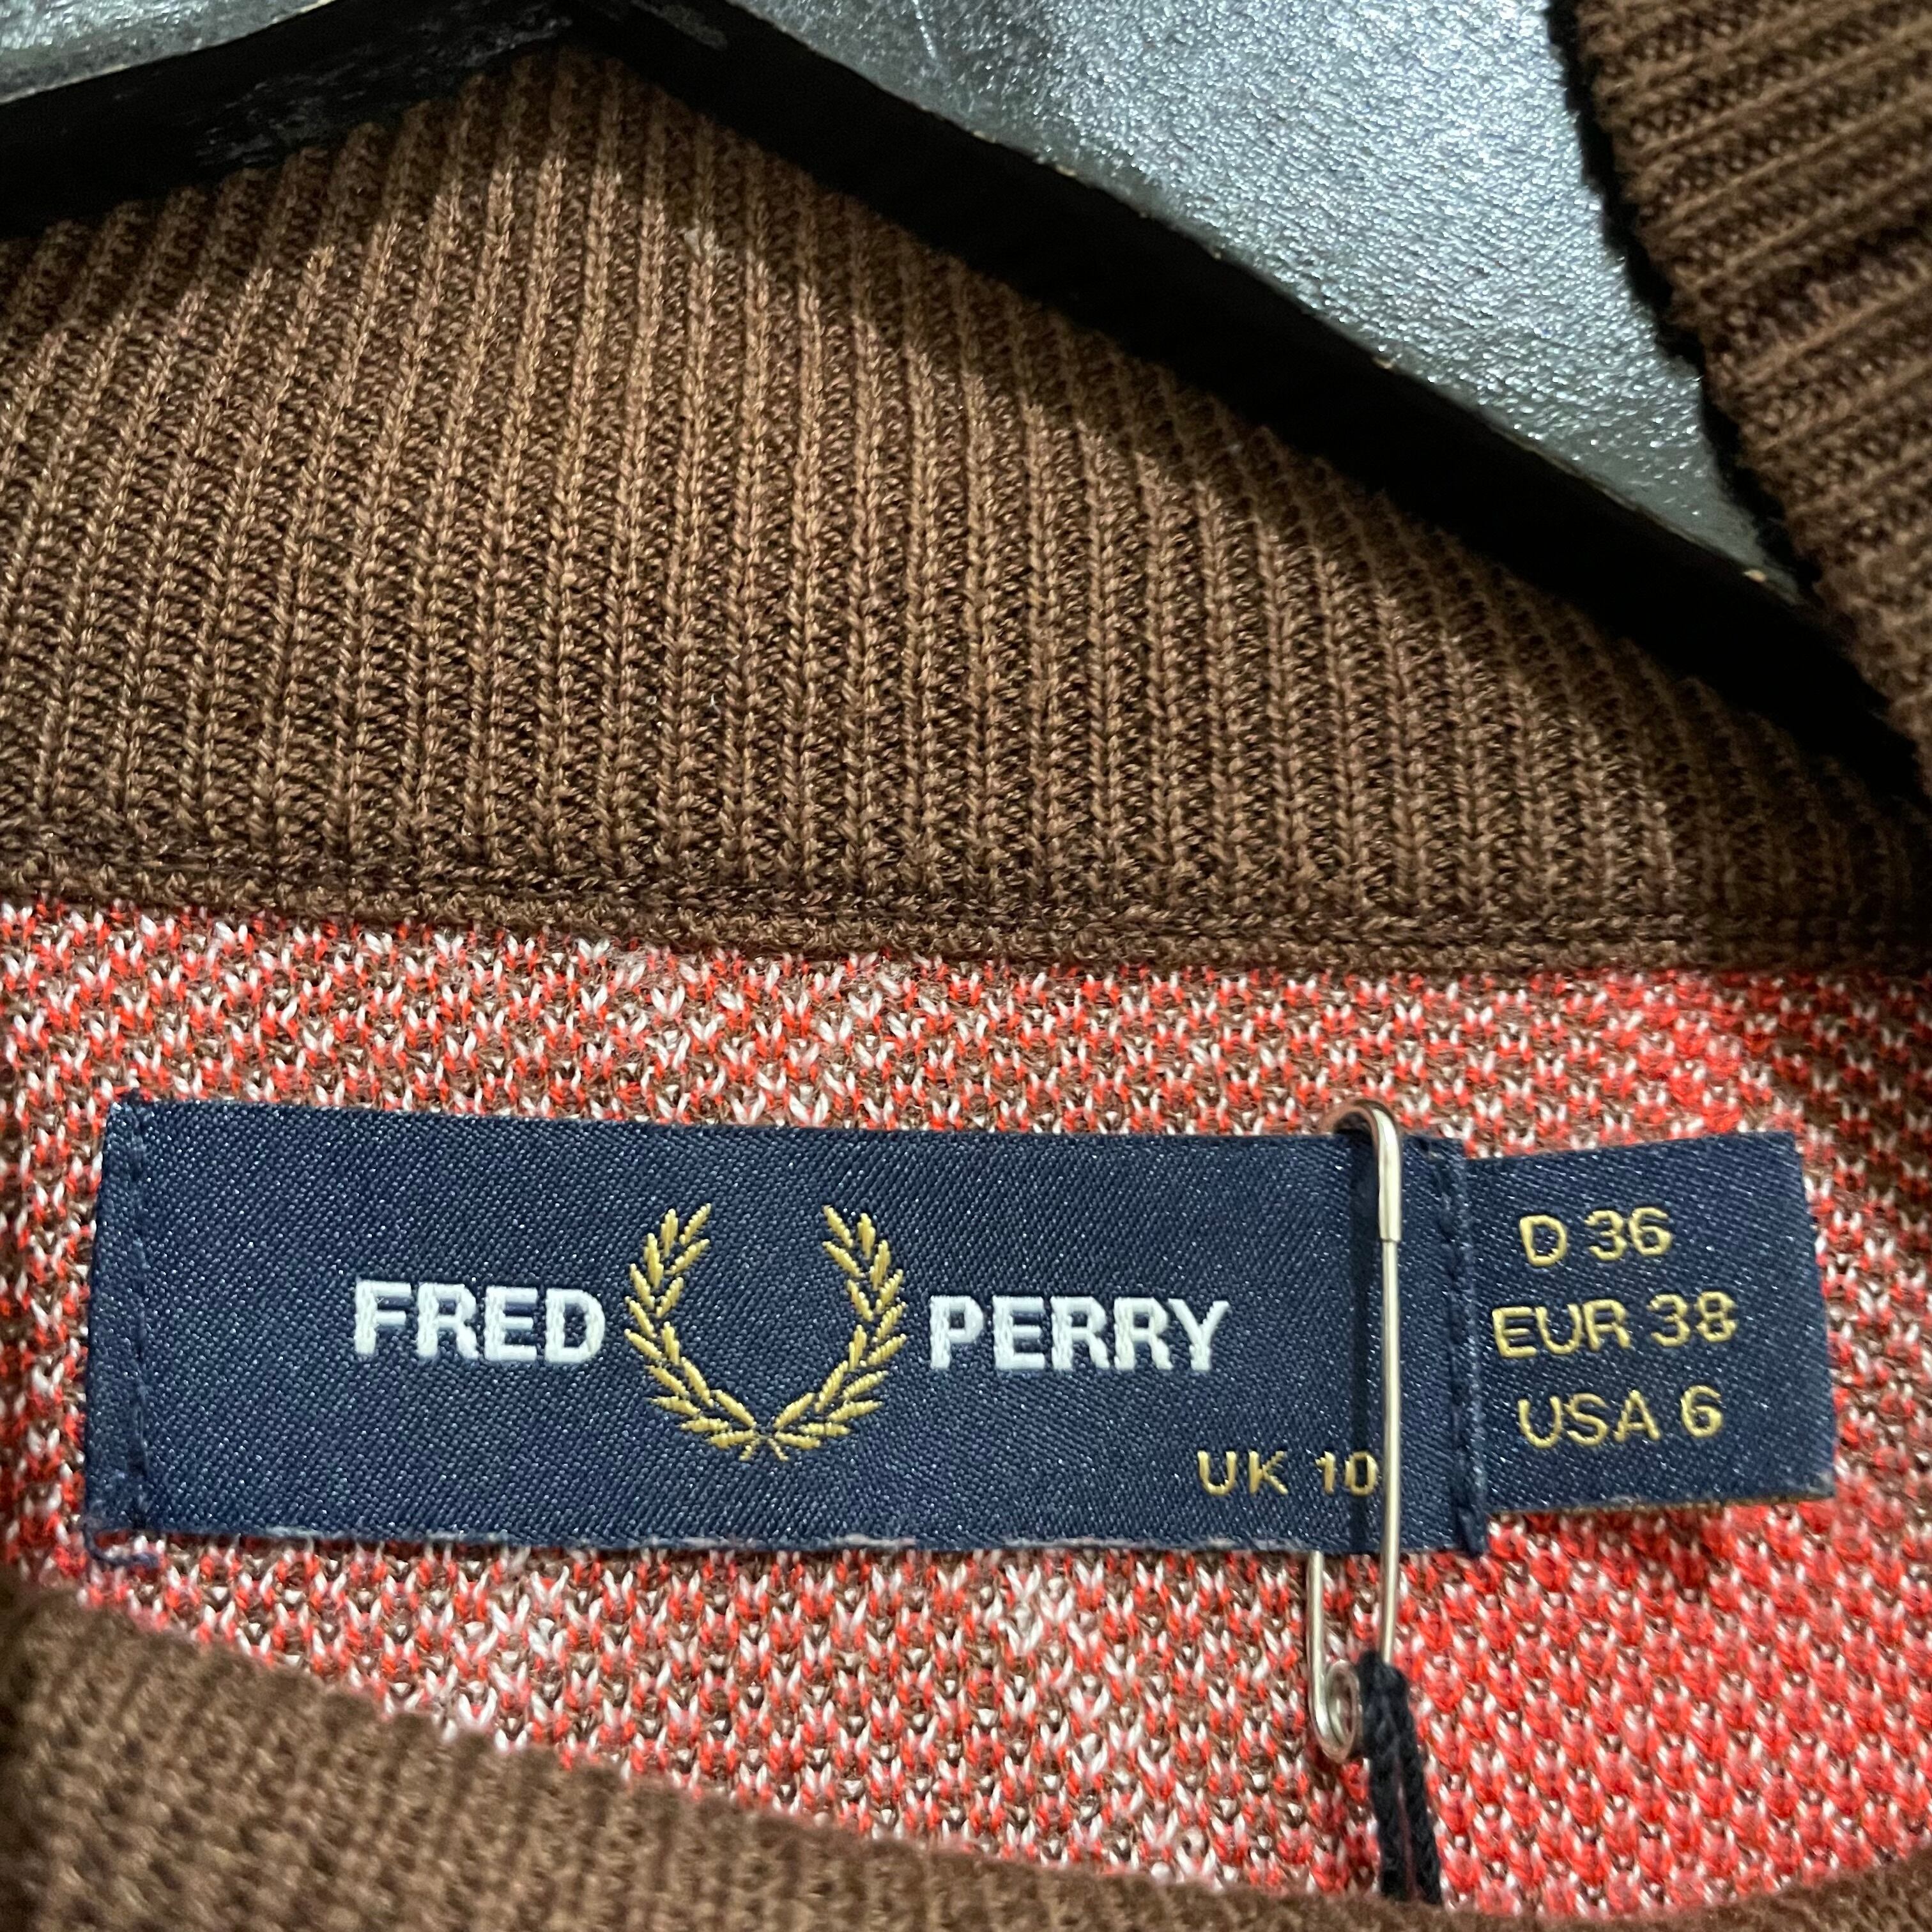 FRED PERRY
UK 10
D 36
EUR 38
USA 6